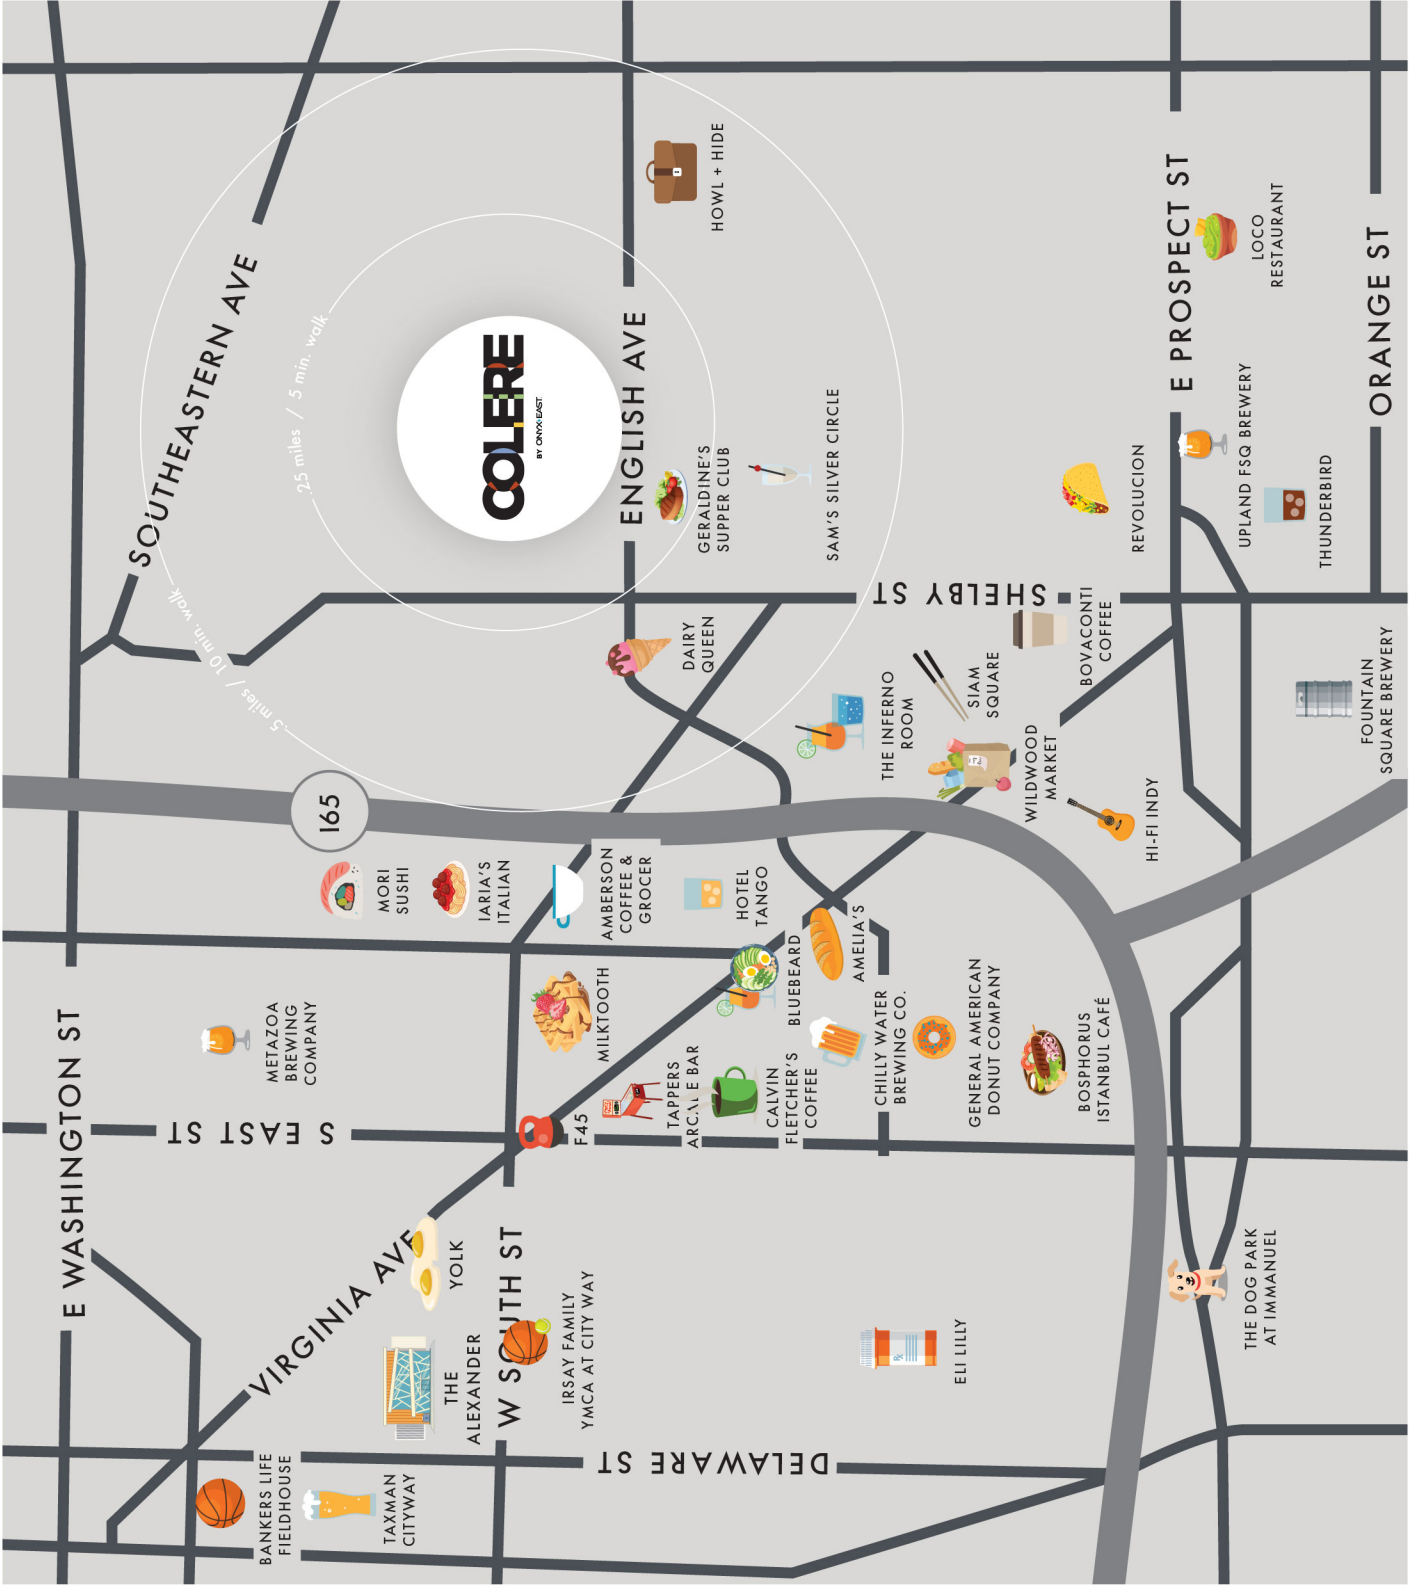 E WASHINGTON ST
SOUTHEASTERN AVE
.25 miles / 5 min. walk
.5 miles / 10 min. walk
COLERE
BY ONYX+EAST
ENGLISH AVE
HOWL + HIDE
GERALDINE'S
SUPPER CLUB
SAM'S SILVER CIRCLE
DAIRY
QUEEN
SHELBY ST
E PROSPECT ST
LOCO
RESTAURANT
ORANGE ST
REVOLUCION
UPLAND FSQ BREWERY
THUNDERBIRD
BOVACONTI
COFFEE
SIAM
SQUARE
THE INFERNO
ROOM
WILDWOOD
MARKET
HI-FI INDY
FOUNTAIN
SQUARE BREWERY
I65
MORI
SUSHI
IARIA'S
ITALIAN
AMBERSON
COFFEE &
GROCER
HOTEL
TANGO
METAZOA
BREWING
COMPANY
MILKTOOTH
BLUEBEARD
AMELIA'S
S EAST ST
F45
TAPPERS
ARCADE BAR
CALVIN
FLETCHER'S
COFFEE
CHILLY WATER
BREWING CO.
GENERAL AMERICAN
DONUT COMPANY
BOSPHORUS
ISTANBUL CAFÉ
VIRGINIA AVE
YOLK
THE
ALEXANDER
W SOUTH ST
IRSAY FAMILY
YMCA AT CITY WAY
ELI LILLY
THE DOG PARK
AT IMMANUEL
BANKERS LIFE
FIELDHOUSE
TAXMAN
CITYWAY
DELAWARE ST